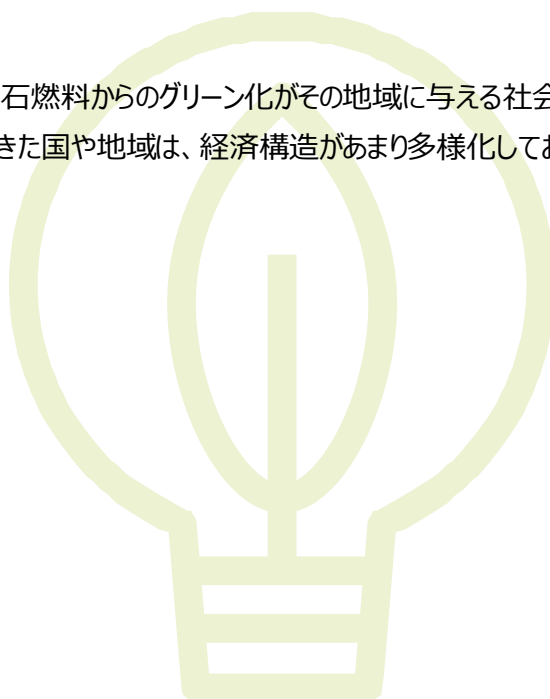 石燃料からのグリーン化がその地域に与える社会
きた国や地域は、経済構造があまり多様化してお